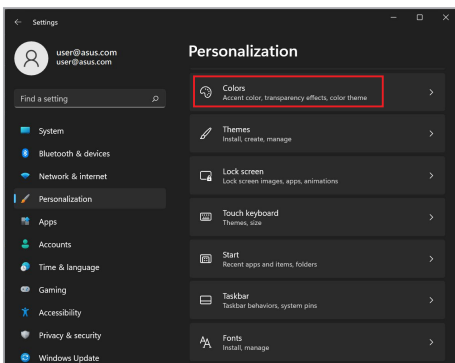 Settings
user@asus.com
user@asus.com
Find a setting
System
Bluetooth & devices
Network & internet
Personalization
Apps
Accounts
Time & language
Gaming
Accessibility
Privacy & security
Windows Update
Personalization
Colors
Accent color, transparency effects, color theme
Themes
Install, create, manage
Lock screen
Lock screen images, apps, animations
Touch keyboard
Themes, size
Start
Recent apps and items, folders
Taskbar
Taskbar behaviors, system pins
Fonts
Install, manage